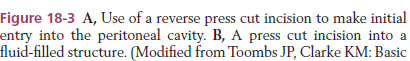 Figure 18-3 A, Use of a reverse press cut incision to make initial
entry into the peritoneal cavity. B, A press cut incision into a
fluid-filled structure. (Modified from Toombs JP, Clarke KM: Basic